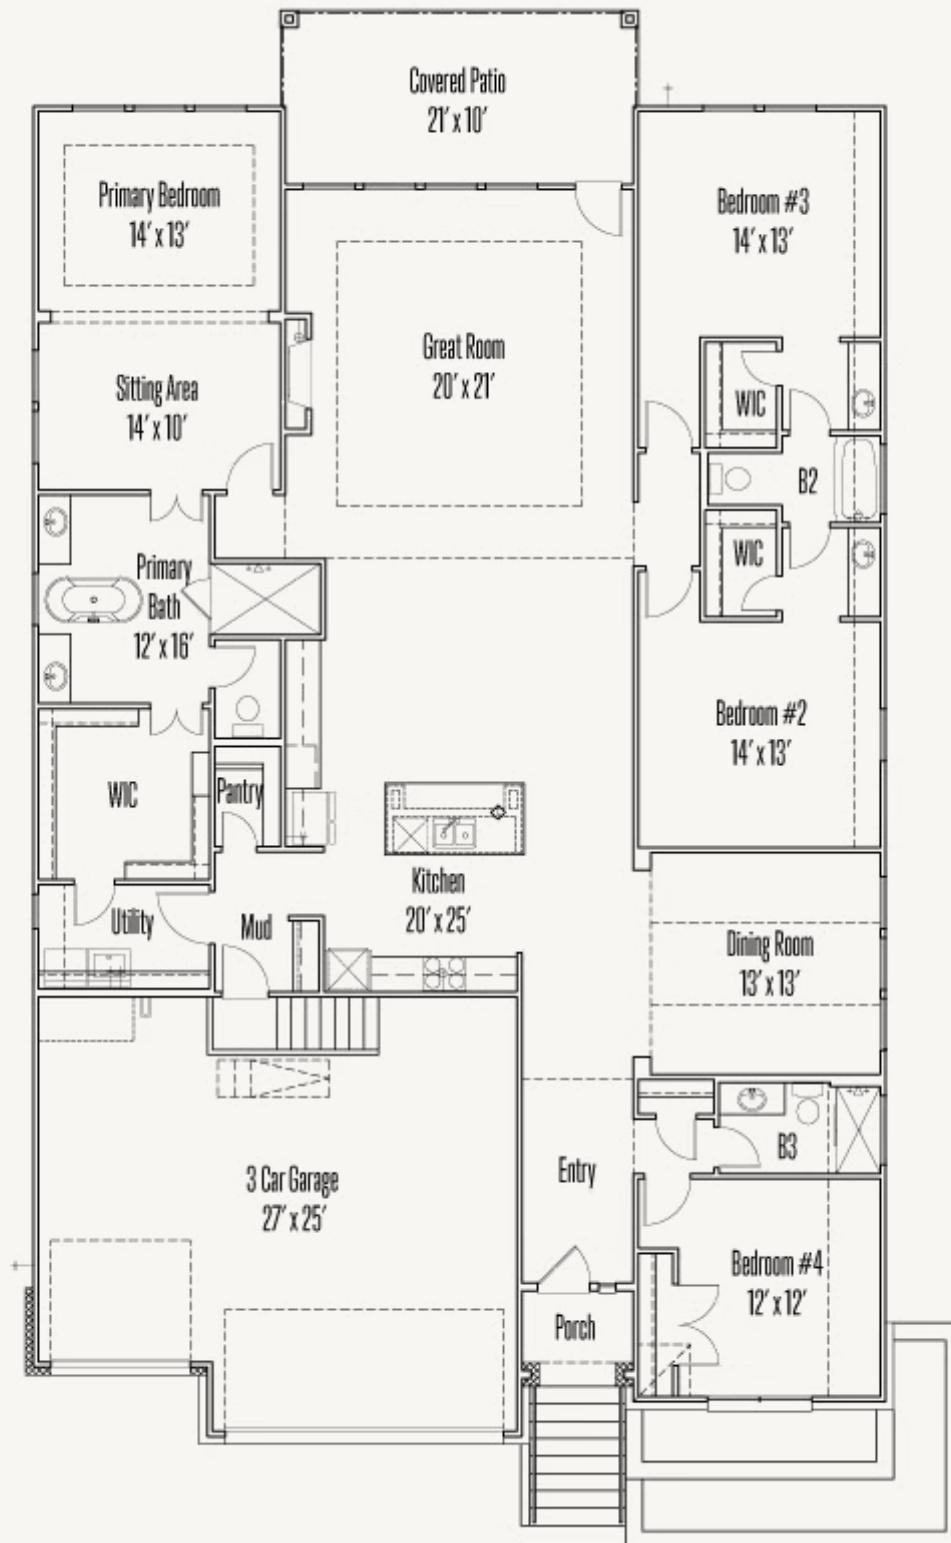 Covered Patio
21' x 10'
Primary Bedroom
14' x 13'
Bedroom #3
14' x 13'
Great Room
20' x 21'
Sitting Area
14' x 10'
WIC
B2
WIC
Primary
Bath
12' x 16'
Bedroom #2
14' x 13'
WIC
Pantry
Kitchen
20' x 25'
Utility
Mud
Dining Room
13' x 13'
B3
Entry
3 Car Garage
27' x 25'
Bedroom #4
12' x 12'
Porch